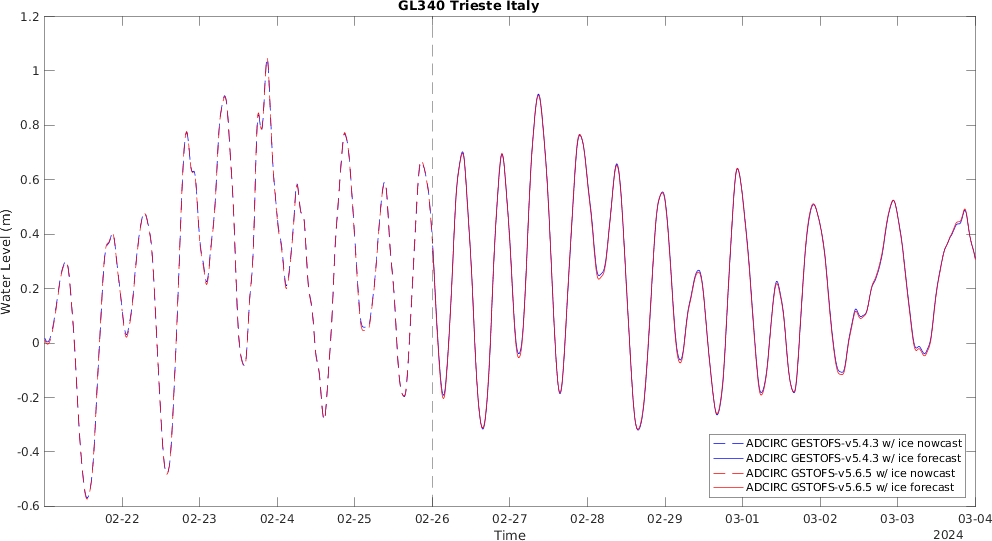 GL340 Trieste Italy
1.2
1
0.8
0.6
0.4
0.2
0
-0.2
-0.4
-0.6
Water Level (m)
ADCIRC GESTOFS-v5.4.3 w/ ice nowcast
ADCIRC GESTOFS-v5.4.3 w/ ice forecast
ADCIRC GSTOFS-v5.6.5 w/ ice nowcast
ADCIRC GSTOFS-v5.6.5 w/ ice forecast
02-22 02-23 02-24 02-25 02-26 02-27 02-28 02-29 03-01 03-02 03-03 03-04
Time
2024